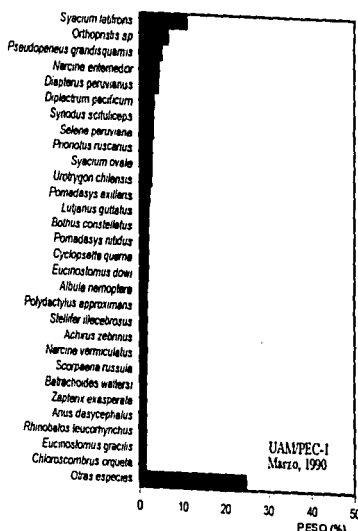 Syacium latifrons
Orthopristis sp
Pseudopeneus grandisquamis
Narcine entemedor
Diapterus peruvianus
Diplectrum pacificum
Synodus scituliceps
Selene peruviana
Prionotus ruscarius
Syacium ovale
Urotrygon chilensis
Pomadasys axillaris
Lutjanus guttatus
Bothus constellatus
Pomadasys nitidus
Cyclopsetta querna
Eucinostomus dowi
Albula nemoptera
Polydactylus approximans
Stellifer illecebrosus
Achirus zebrinus
Narcine vermiculatus
Scorpaena russula
Batrachoides waltersi
Zapterix exasperata
Arius dasycephalus
Rhinobatos leucorhynchus
Eucinostomus gracilis
Chloroscombrus orqueta
Otras especies
UAM/PEC-I
Marzo, 1990
0 10 20 30 40 50
PESO (%)